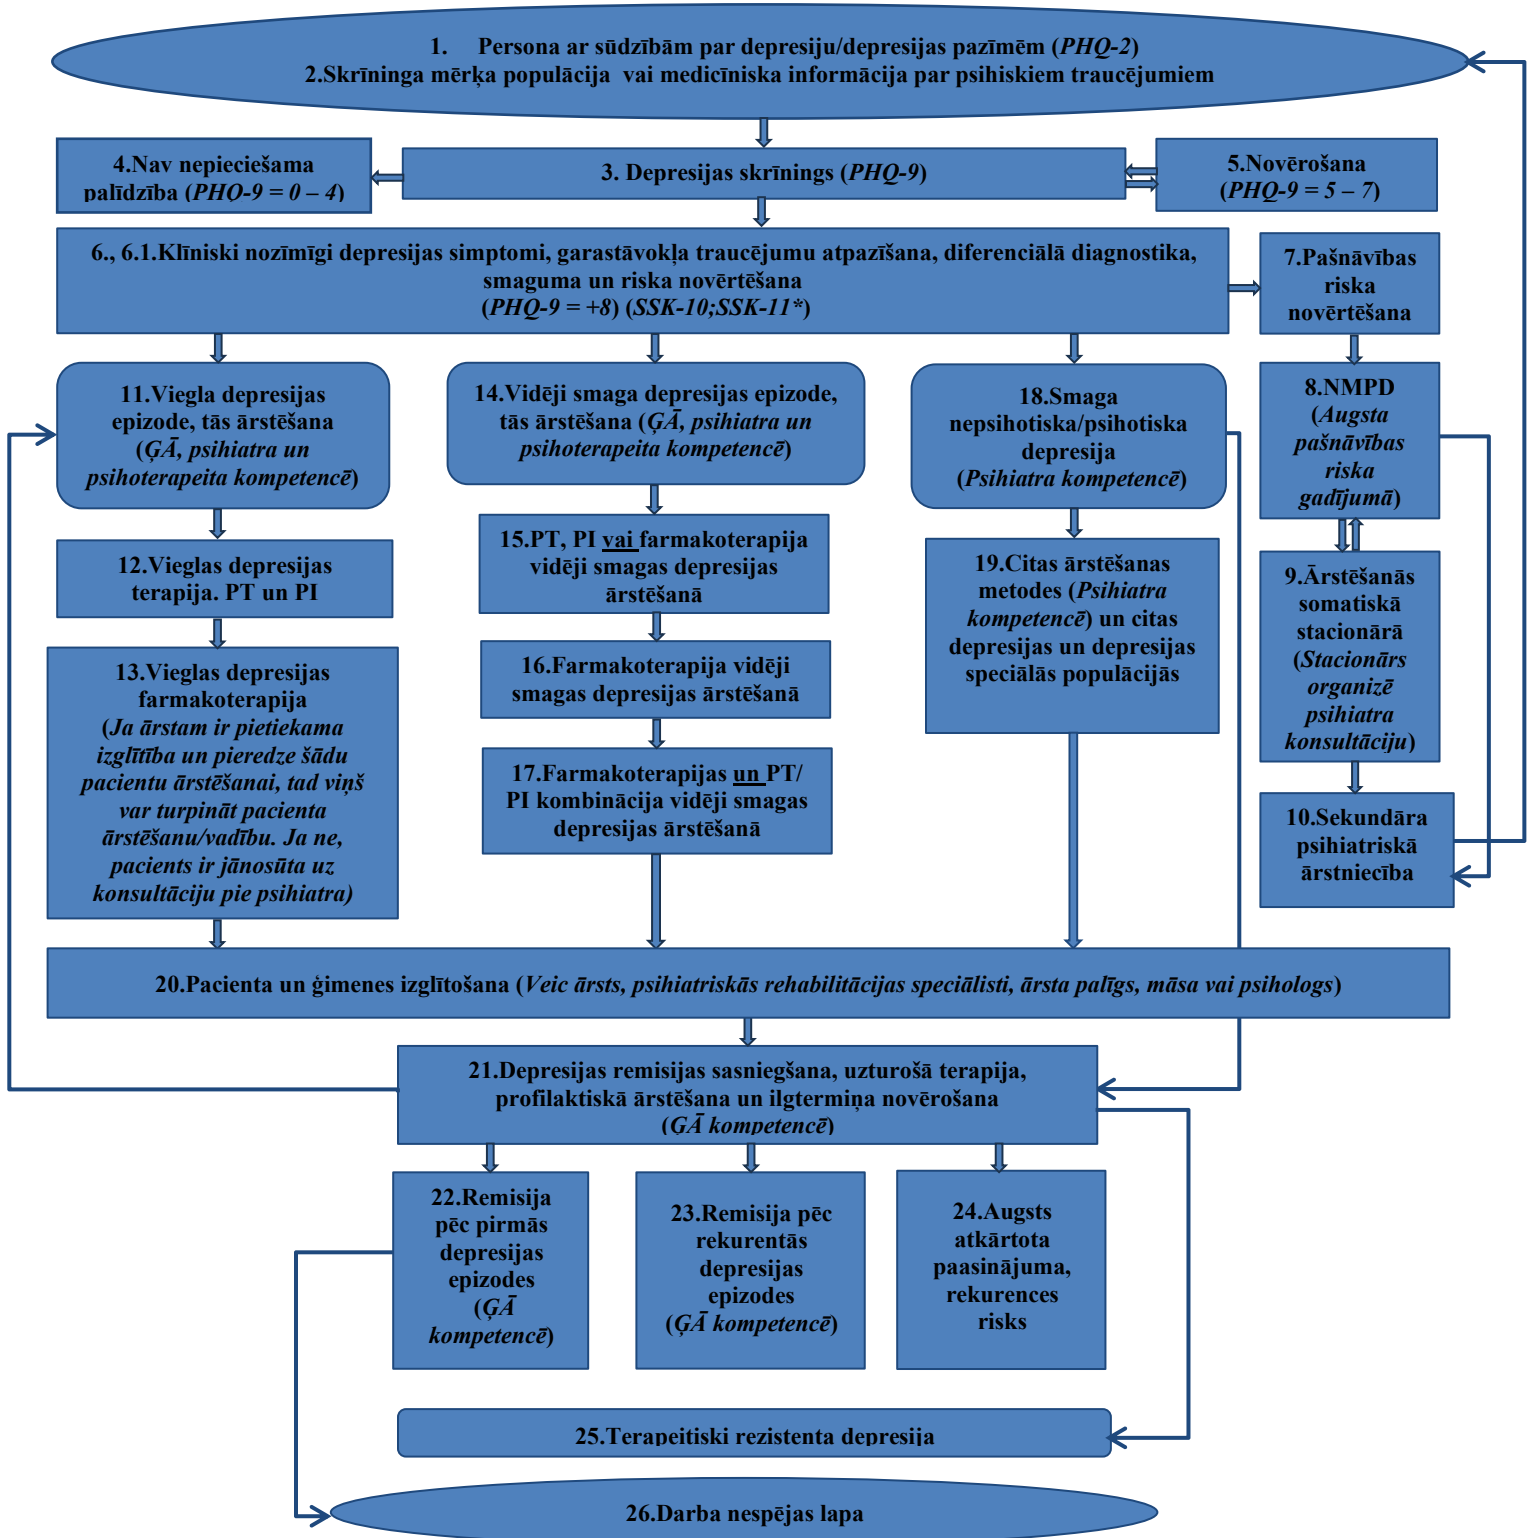 1. Persona ar sūdzībām par depresiju/depresijas pazīmēm (PHQ-2)
2.Skrīninga mērķa populācija vai medicīniska informācija par psihiskiem traucējumiem
4.Nav nepieciešama
palīdzība (PHQ-9 = 0 – 4)
3. Depresijas skrīnings (PHQ-9)
5.Novērošana
(PHQ-9 = 5 – 7)
6., 6.1.Klīniski nozīmīgi depresijas simptomi, garastāvokļa traucējumu atpazīšana, diferenciālā diagnostika,
smaguma un riska novērtēšana
(PHQ-9 = +8) (SSK-10;SSK-11*)
7.Pašnāvības
riska
novērtēšana
11.Viegla depresijas
epizode, tās ārstēšana
(ĢĀ, psihiatra un
psihoterapeita kompetencē)
14.Vidēji smaga depresijas epizode,
tās ārstēšana (ĢĀ, psihiatra un
psihoterapeita kompetencē)
18.Smaga
nepsihotiska/psihotiska
depresija
(Psihiatra kompetencē)
8.NMPD
(Augsta
pašnāvības
riska
gadījumā)
12.Vieglas depresijas
terapija. PT un PI
15.PT, PI vai farmakoterapija
vidēji smagas depresijas
ārstēšanā
19.Citas ārstēšanas
metodes (Psihiatra
kompetencē) un citas
depresijas un depresijas
speciālās populācijās
9.Ārstēšanās
somatiskā
stacionārā
(Stacionārs
organizē
psihiatra
konsultāciju)
13.Vieglas depresijas
farmakoterapija
(Ja ārstam ir pietiekama
izglītība un pieredze šādu
pacientu ārstēšanai, tad viņš
var turpināt pacienta
ārstēšanu/vadību. Ja ne,
pacients ir jānosūta uz
konsultāciju pie psihiatra)
16.Farmakoterapija vidēji
smagas depresijas ārstēšanā
17.Farmakoterapijas un PT/
PI kombinācija vidēji smagas
depresijas ārstēšanā
10.Sekundāra
psihiatriskā
ārstniecība
20.Pacienta un ģimenes izglītošana (Veic ārsts, psihiatriskās rehabilitācijas speciālisti, ārsta palīgs, māsa vai psihologs)
21.Depresijas remisijas sasniegšana, uzturošā terapija,
profilaktiskā ārstēšana un ilgtermiņa novērošana
(ĢĀ kompetencē)
22.Remisija
pēc pirmās
depresijas
epizodes
(ĢĀ
kompetencē)
23.Remisija pēc
rekurentās
depresijas
epizodes
(ĢĀ kompetencē)
24.Augsts
atkārtota
paasinājuma,
rekurences
risks
25.Terapeitiski rezistenta depresija
26.Darba nespējas lapa